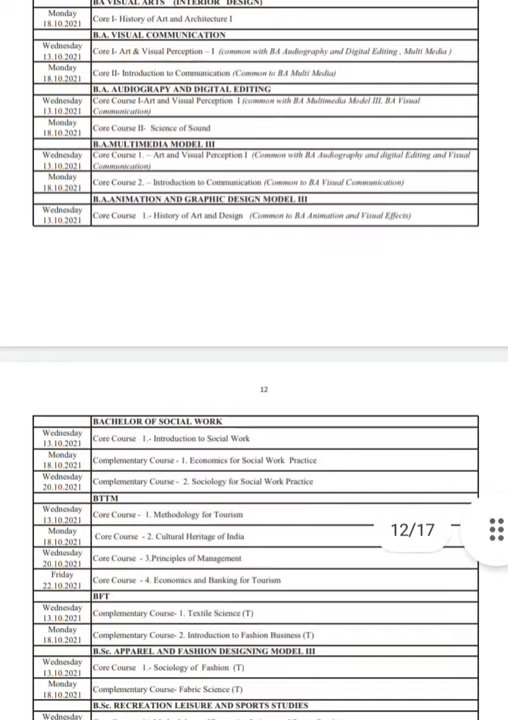 BA VISUAL ARTS (INTERIOR DESIGN)
Monday
18.10.2021
Core I- History of Art and Architecture I
B.A. VISUAL COMMUNICATION
Wednesday
13.10.2021
Core I- Art & Visual Perception – I (common with BA Audiography and Digital Editing , Multi Media )
Monday
18.10.2021
Core II- Introduction to Communication (Common to BA Multi Media)
B.A. AUDIOGRAPY AND DIGITAL EDITING
Wednesday
13.10.2021
Core Course I-Art and Visual Perception I (common with BA Multimedia Model III. BA Visual
Communication)
Monday
18.10.2021
Core Course II- Science of Sound
B.A.MULTIMEDIA MODEL III
Wednesday
13.10.2021
Core Course 1. – Art and Visual Perception I (Common with BA Audiography and digital Editing and Visual
Communication)
Monday
18.10.2021
Core Course 2. – Introduction to Communication (Common to BA Visual Communication)
B.A.ANIMATION AND GRAPHIC DESIGN MODEL III
Wednesday
13.10.2021
Core Course 1.- History of Art and Design (Common to BA Animation and Visual Effects)
12
BACHELOR OF SOCIAL WORK
Wednesday
13.10.2021
Core Course 1.- Introduction to Social Work
Monday
18.10.2021
Complementary Course - 1. Economics for Social Work Practice
Wednesday
20.10.2021
Complementary Course - 2. Sociology for Social Work Practice
BTTM
Wednesday
13.10.2021
Core Course - 1. Methodology for Tourism
Monday
18.10.2021
Core Course - 2. Cultural Heritage of India
12/17
Wednesday
20.10.2021
Core Course - 3.Principles of Management
Friday
22.10.2021
Core Course - 4. Economics and Banking for Tourism
BFT
Wednesday
13.10.2021
Complementary Course- 1. Textile Science (T)
Monday
18.10.2021
Complementary Course- 2. Introduction to Fashion Business (T)
B.Sc. APPAREL AND FASHION DESIGNING MODEL III
Wednesday
13.10.2021
Core Course 1.- Sociology of Fashion (T)
Monday
18.10.2021
Complementary Course- Fabric Science (T)
B.Sc. RECREATION LEISURE AND SPORTS STUDIES
Wednesday